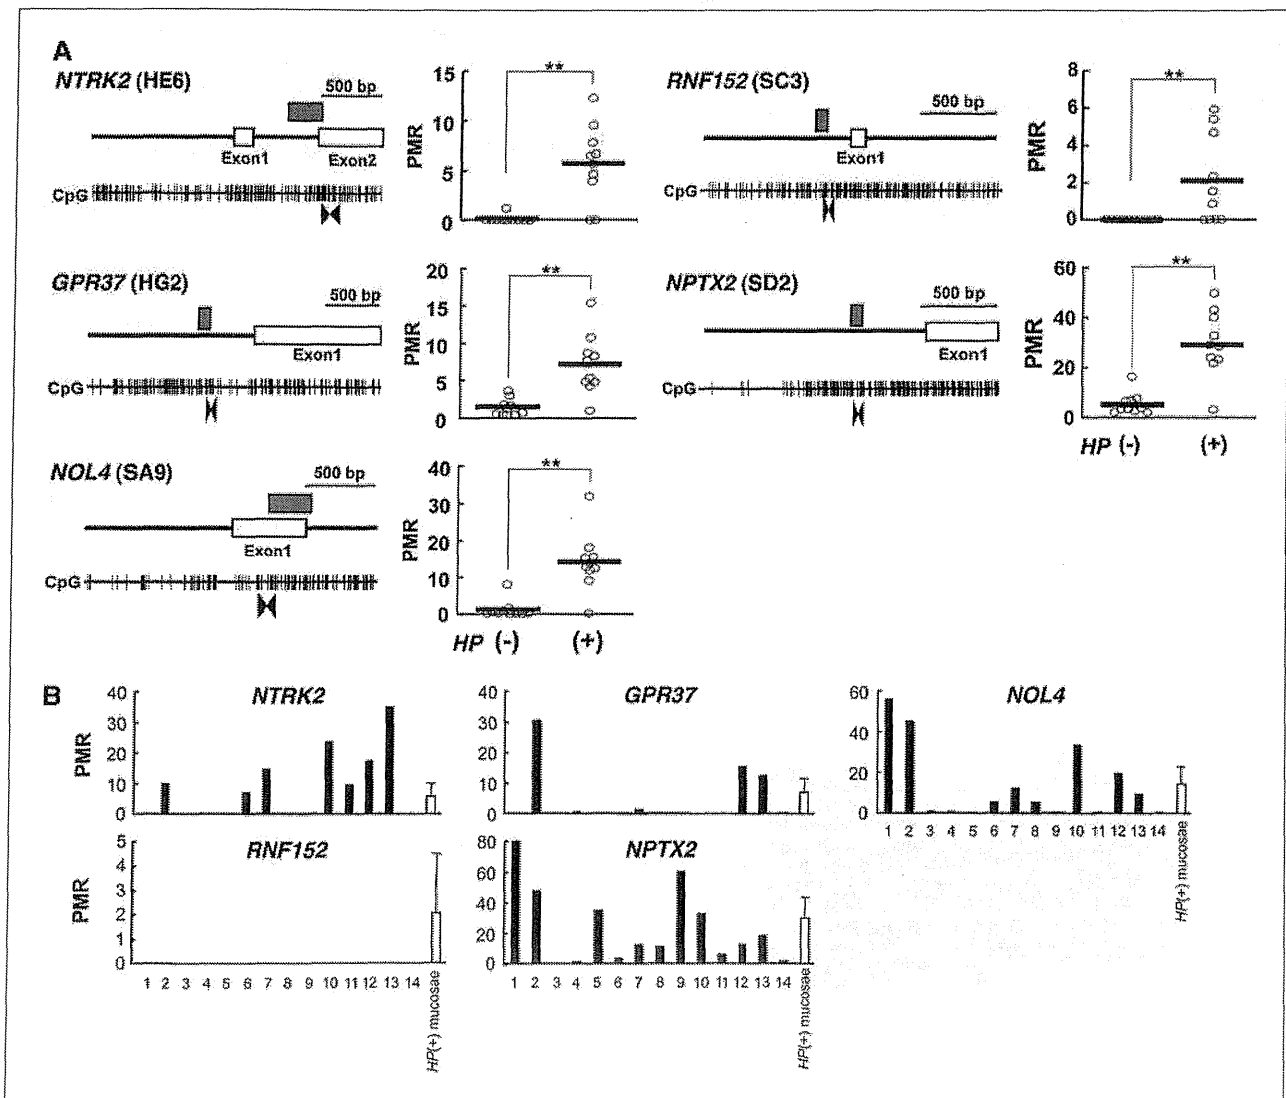 A
NTRK2 (HE6)
500 bp
Exon1
Exon2
CpG
PMR
15
10
5
0
**
RNF152 (SC3)
500 bp
Exon1
CpG
PMR
8
6
4
2
0
**
GPR37 (HG2)
500 bp
Exon1
CpG
PMR
20
15
10
5
0
**
NPTX2 (SD2)
500 bp
Exon1
CpG
PMR
60
40
20
0
**
HP (-) (+)
NOL4 (SA9)
500 bp
Exon1
CpG
PMR
40
30
20
10
0
**
HP (-) (+)
B
NTRK2
PMR
40
30
20
10
0
GPR37
40
30
20
10
0
NOL4
60
40
20
0
1 2 3 4 5 6 7 8 9 10 11 12 13 14
HP(+) mucosae
RNF152
PMR
5
4
3
2
1
0
1 2 3 4 5 6 7 8 9 10 11 12 13 14
HP(+) mucosae
NPTX2
80
60
40
20
0
1 2 3 4 5 6 7 8 9 10 11 12 13 14
HP(+) mucosae